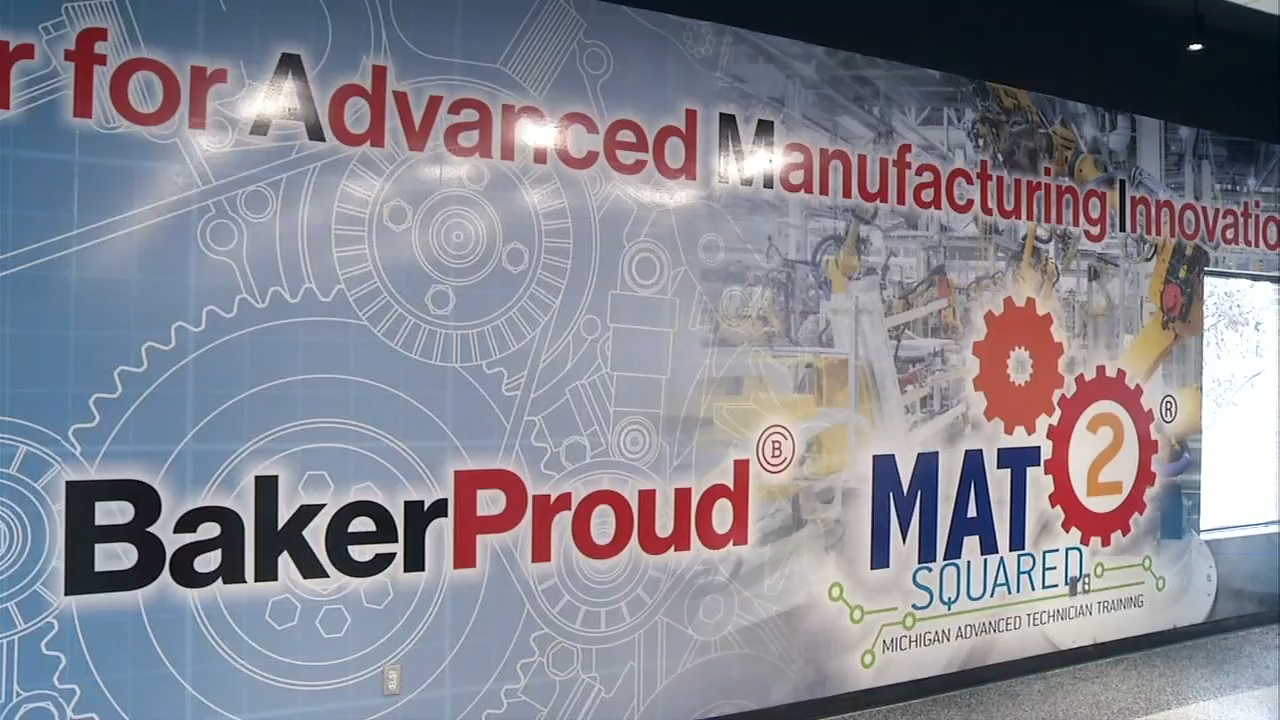 r for Advanced Manufacturing Innovatio
BakerProud
B
MAT 2 ®
SQUARED
MICHIGAN ADVANCED TECHNICIAN TRAINING